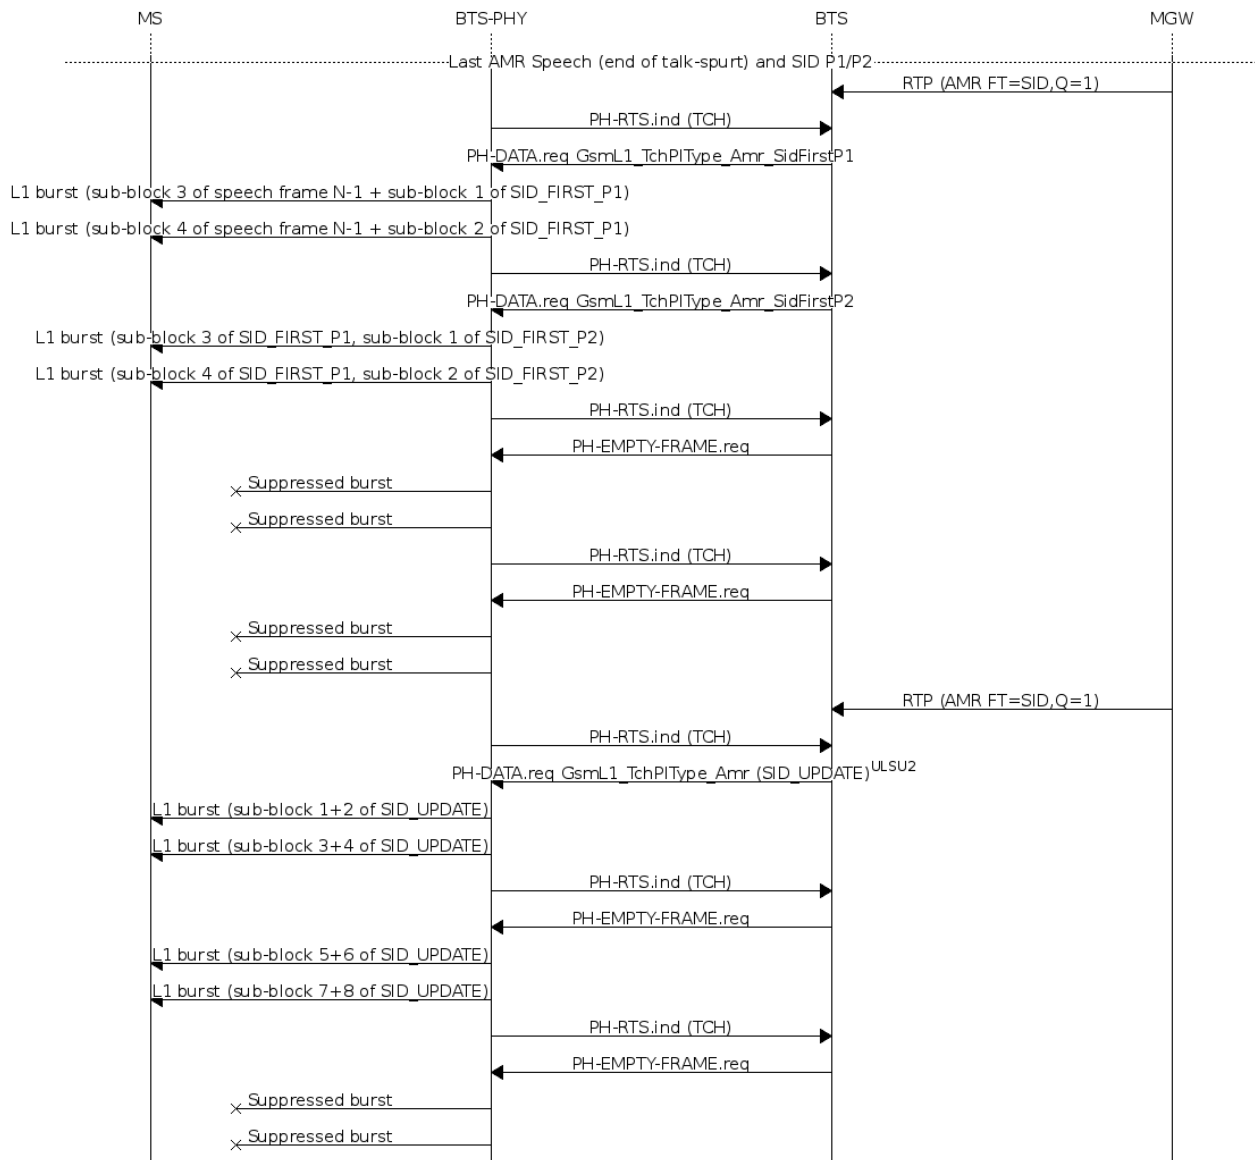 MS BTS-PHY BTS MGW
Last AMR Speech (end of talk-spurt) and SID P1/P2
RTP (AMR FT=SID,Q=1)
PH-RTS.ind (TCH)
PH-DATA.req GsmL1_TchPlType_Amr_SidFirstP1
L1 burst (sub-block 3 of speech frame N-1 + sub-block 1 of SID_FIRST_P1)
L1 burst (sub-block 4 of speech frame N-1 + sub-block 2 of SID_FIRST_P1)
PH-RTS.ind (TCH)
PH-DATA.req GsmL1_TchPlType_Amr_SidFirstP2
L1 burst (sub-block 3 of SID_FIRST_P1, sub-block 1 of SID_FIRST_P2)
L1 burst (sub-block 4 of SID_FIRST_P1, sub-block 2 of SID_FIRST_P2)
PH-RTS.ind (TCH)
PH-EMPTY-FRAME.req
Suppressed burst
Suppressed burst
PH-RTS.ind (TCH)
PH-EMPTY-FRAME.req
Suppressed burst
Suppressed burst
RTP (AMR FT=SID,Q=1)
PH-RTS.ind (TCH)
PH-DATA.req GsmL1_TchPlType_Amr (SID_UPDATE)ULSU2
L1 burst (sub-block 1+2 of SID_UPDATE)
L1 burst (sub-block 3+4 of SID_UPDATE)
PH-RTS.ind (TCH)
PH-EMPTY-FRAME.req
L1 burst (sub-block 5+6 of SID_UPDATE)
L1 burst (sub-block 7+8 of SID_UPDATE)
PH-RTS.ind (TCH)
PH-EMPTY-FRAME.req
Suppressed burst
Suppressed burst